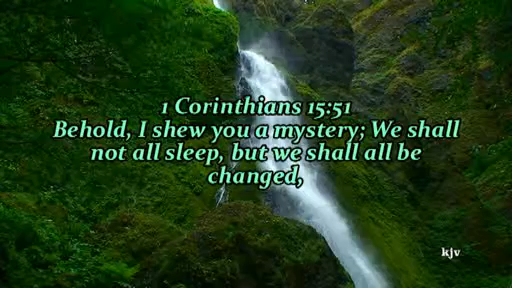 1 Corinthians 15:51
Behold, I shew you a mystery; We shall
not all sleep, but we shall all be
changed,
kjv